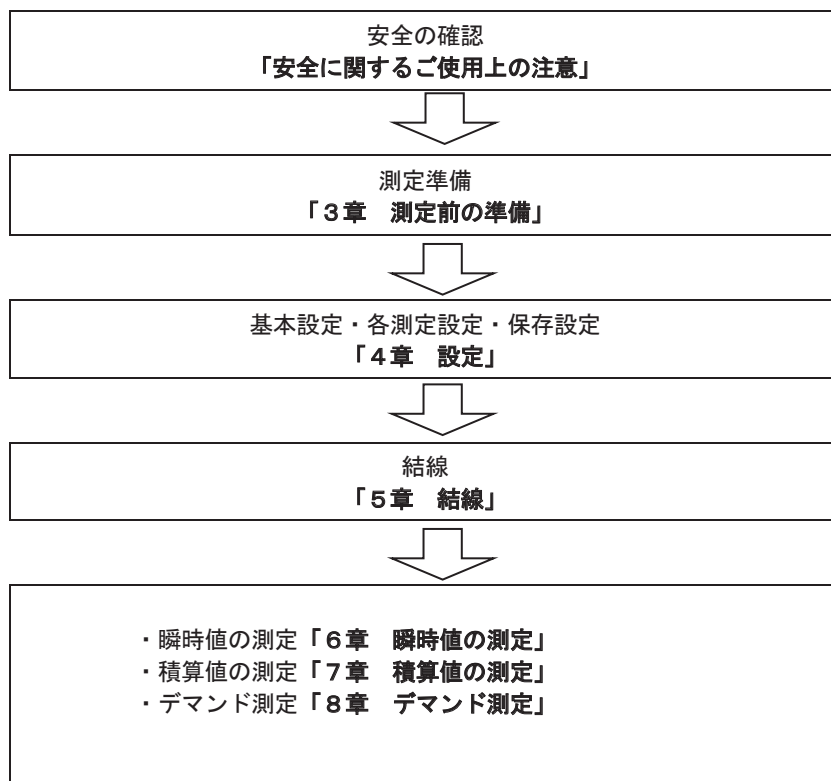 安全の確認
「安全に関するご使用上の注意」
測定準備
「３章　測定前の準備」
基本設定・各測定設定・保存設定
「４章　設定」
結線
「５章　結線」
・瞬時値の測定「６章　瞬時値の測定」
・積算値の測定「７章　積算値の測定」
・デマンド測定「８章　デマンド測定」